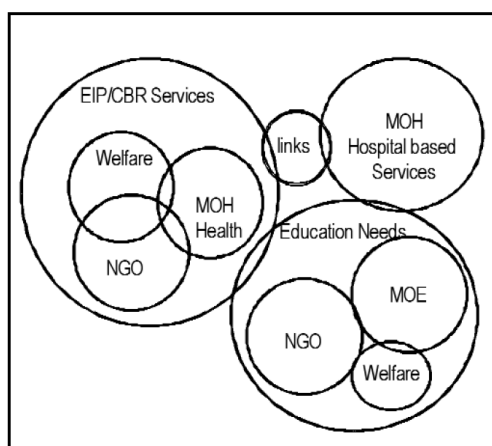 EIP/CBR Services
Welfare
MOH
Health
NGO
links
MOH
Hospital based
Services
Education Needs
MOE
NGO
Welfare